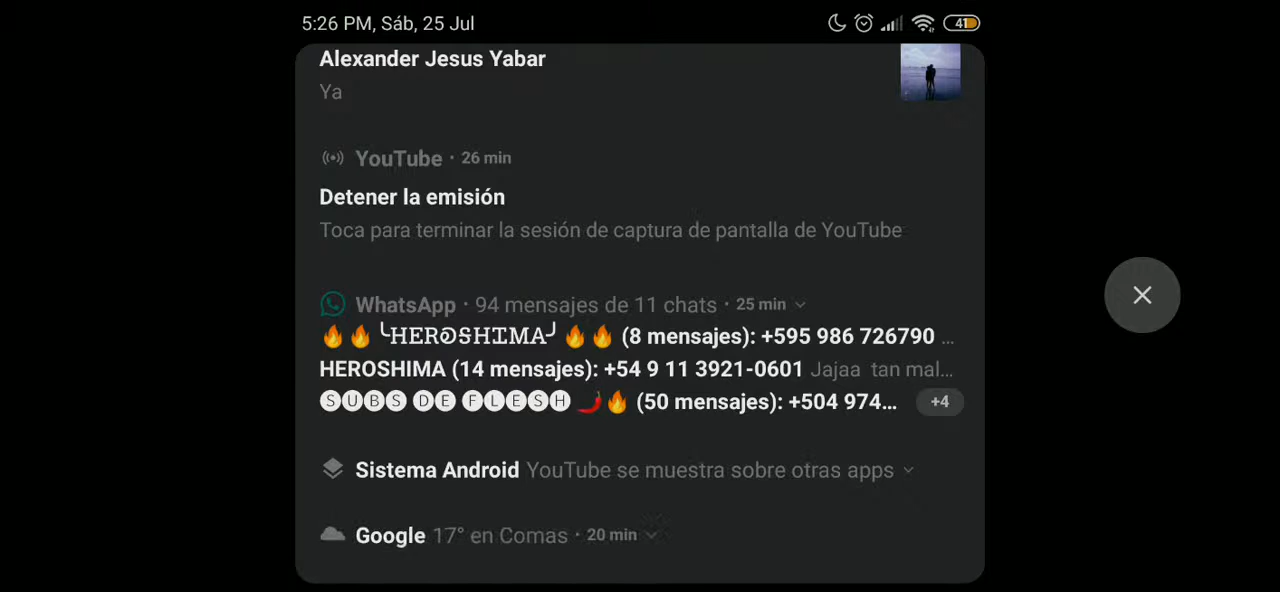 5:26 PM, Sáb, 25 Jul
41
Alexander Jesus Yabar
Ya
YouTube · 26 min
Detener la emisión
Toca para terminar la sesión de captura de pantalla de YouTube
WhatsApp · 94 mensajes de 11 chats · 25 min
🔥🔥╰HEROSHIMA╯🔥🔥 (8 mensajes): +595 986 726790 ...
HEROSHIMA (14 mensajes): +54 9 11 3921-0601 Jajaa tan mal...
🅢🅤🅑🅢 🅓🅔 🅕🅛🅔🅢🅗 🌶️🔥 (50 mensajes): +504 974... +4
Sistema Android YouTube se muestra sobre otras apps
Google 17° en Comas · 20 min